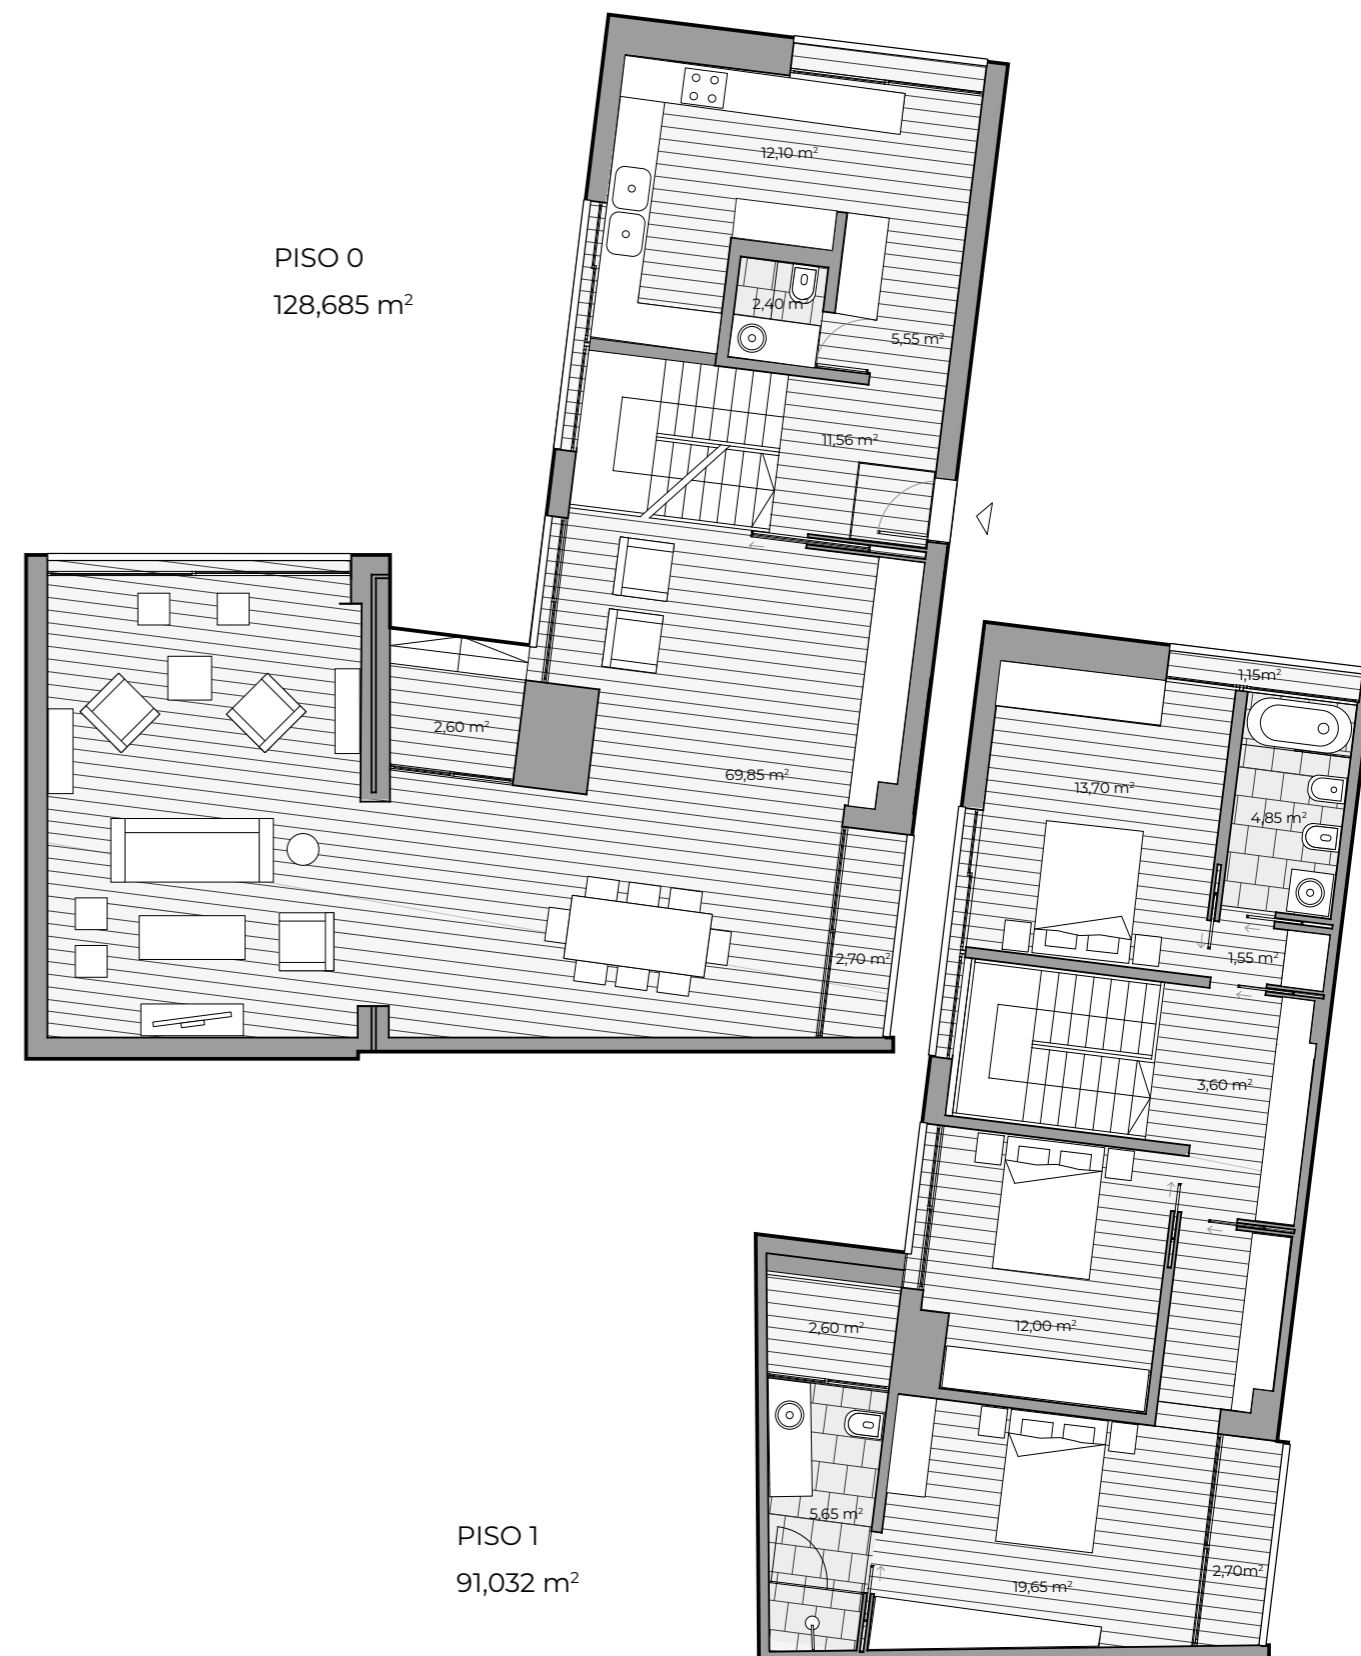 PISO 0
128,685 m²
12,10 m²
2,40 m²
5,55 m²
11,56 m²
2,60 m²
69,85 m²
2,70 m²
1,15m²
13,70 m²
4,85 m²
1,55 m²
3,60 m²
12,00 m²
2,60 m²
5,65 m²
19,65 m²
2,70m²
PISO 1
91,032 m²